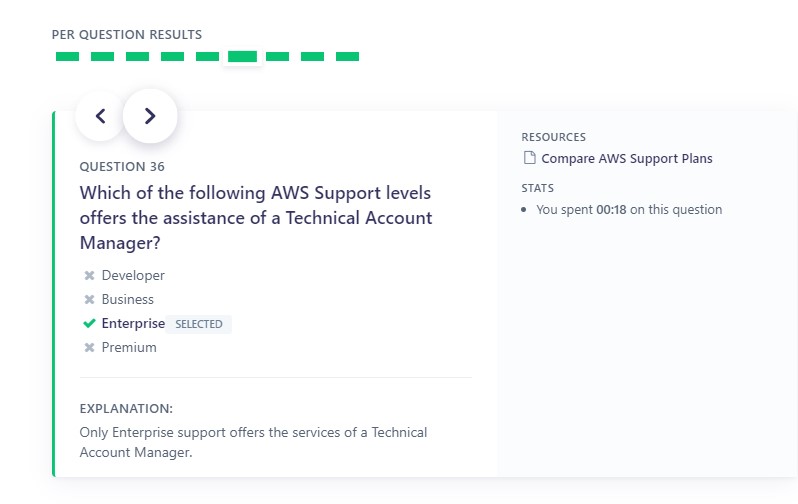 PER QUESTION RESULTS
QUESTION 36
Which of the following AWS Support levels
offers the assistance of a Technical Account
Manager?
Developer
Business
Enterprise SELECTED
Premium
EXPLANATION:
Only Enterprise support offers the services of a Technical
Account Manager.
RESOURCES
Compare AWS Support Plans
STATS
You spent 00:18 on this question